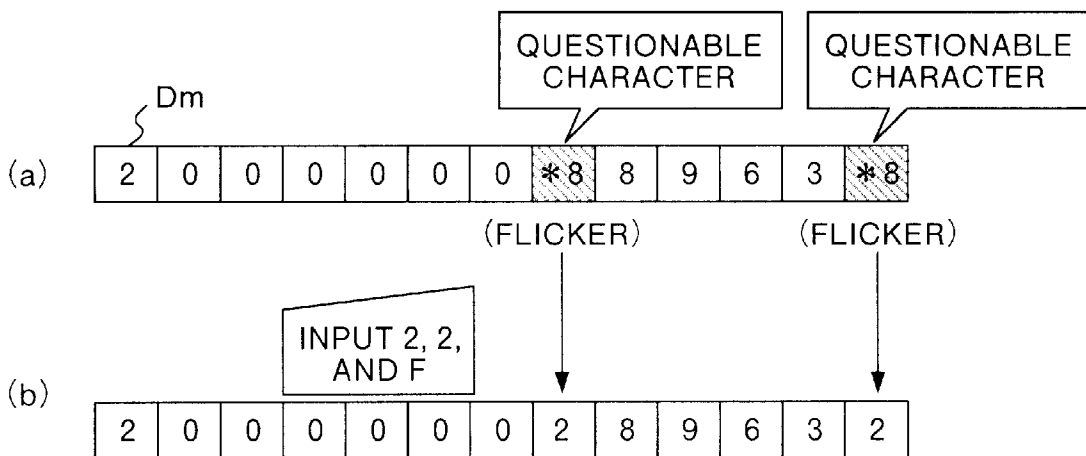 QUESTIONABLE
CHARACTER
QUESTIONABLE
CHARACTER
Dm
(a)
2 0 0 0 0 0 0 *8 8 9 6 3 *8
(FLICKER) (FLICKER)
INPUT 2, 2,
AND F
(b)
2 0 0 0 0 0 0 2 8 9 6 3 2